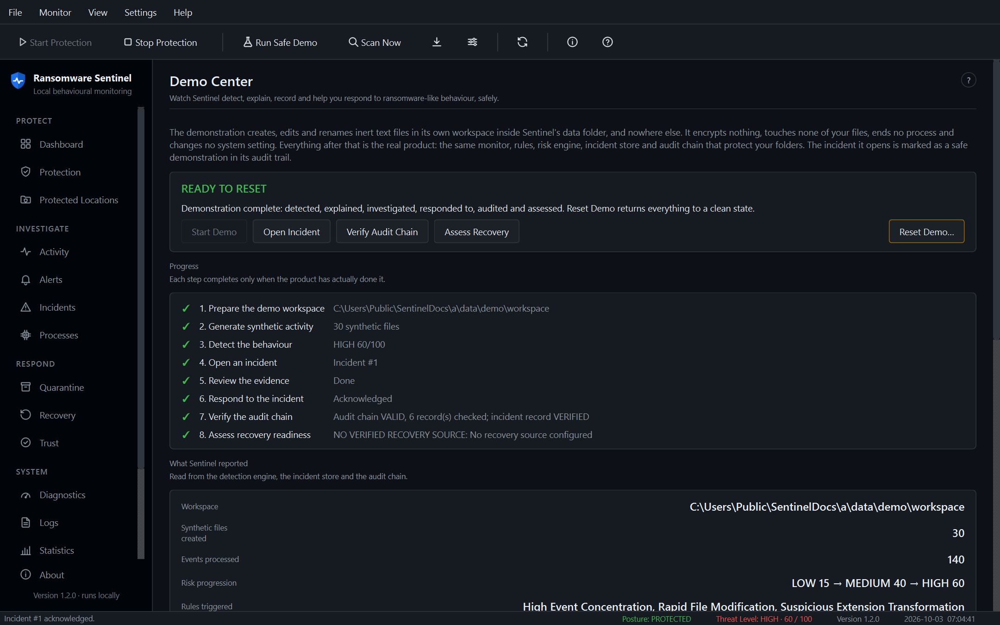 File Monitor View Settings Help
Start Protection Stop Protection Run Safe Demo Scan Now
Ransomware Sentinel
Local behavioural monitoring
PROTECT
Dashboard
Protection
Protected Locations
INVESTIGATE
Activity
Alerts
Incidents
Processes
RESPOND
Quarantine
Recovery
Trust
SYSTEM
Diagnostics
Logs
Statistics
About
Version 1.2.0 · runs locally
Demo Center
?
Watch Sentinel detect, explain, record and help you respond to ransomware-like behaviour, safely.
The demonstration creates, edits and renames inert text files in its own workspace inside Sentinel's data folder, and nowhere else. It encrypts nothing, touches none of your files, ends no process and
changes no system setting. Everything after that is the real product: the same monitor, rules, risk engine, incident store and audit chain that protect your folders. The incident it opens is marked as a safe
demonstration in its audit trail.
READY TO RESET
Demonstration complete: detected, explained, investigated, responded to, audited and assessed. Reset Demo returns everything to a clean state.
Start Demo Open Incident Verify Audit Chain Assess Recovery Reset Demo...
Progress
Each step completes only when the product has actually done it.
✓ 1. Prepare the demo workspace C:\Users\Public\SentinelDocs\a\data\demo\workspace
✓ 2. Generate synthetic activity 30 synthetic files
✓ 3. Detect the behaviour HIGH 60/100
✓ 4. Open an incident Incident #1
✓ 5. Review the evidence Done
✓ 6. Respond to the incident Acknowledged
✓ 7. Verify the audit chain Audit chain VALID, 6 record(s) checked; incident record VERIFIED
✓ 8. Assess recovery readiness NO VERIFIED RECOVERY SOURCE: No recovery source configured
What Sentinel reported
Read from the detection engine, the incident store and the audit chain.
Workspace C:\Users\Public\SentinelDocs\a\data\demo\workspace
Synthetic files
created 30
Events processed 140
Risk progression LOW 15 → MEDIUM 40 → HIGH 60
Rules triggered High Event Concentration, Rapid File Modification, Suspicious Extension Transformation
Incident #1 acknowledged. Posture: PROTECTED Threat Level: HIGH · 60 / 100 Version 1.2.0 2026-10-03 07:04:41